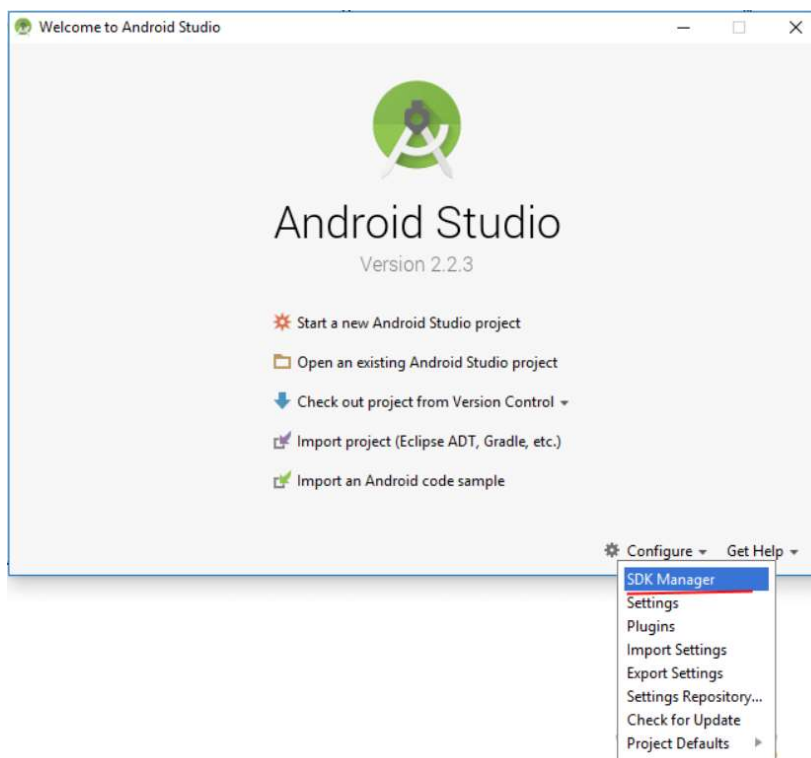 Welcome to Android Studio
Android Studio
Version 2.2.3
Start a new Android Studio project
Open an existing Android Studio project
Check out project from Version Control
Import project (Eclipse ADT, Gradle, etc.)
Import an Android code sample
Configure Get Help
SDK Manager
Settings
Plugins
Import Settings
Export Settings
Settings Repository...
Check for Update
Project Defaults